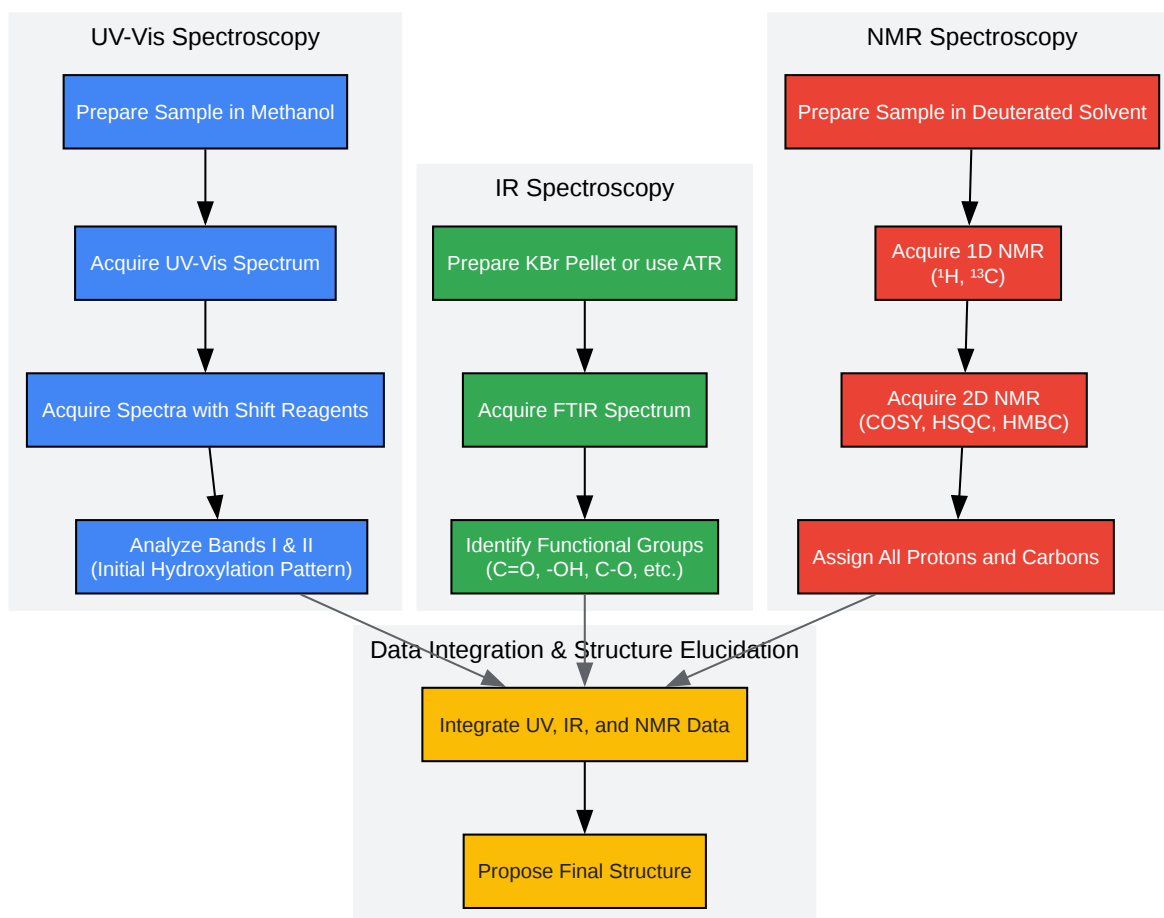 UV-Vis Spectroscopy
Prepare Sample in Methanol
Acquire UV-Vis Spectrum
Acquire Spectra with Shift Reagents
Analyze Bands I & II
(Initial Hydroxylation Pattern)
IR Spectroscopy
Prepare KBr Pellet or use ATR
Acquire FTIR Spectrum
Identify Functional Groups
(C=O, -OH, C-O, etc.)
NMR Spectroscopy
Prepare Sample in Deuterated Solvent
Acquire 1D NMR
(¹H, ¹³C)
Acquire 2D NMR
(COSY, HSQC, HMBC)
Assign All Protons and Carbons
Data Integration & Structure Elucidation
Integrate UV, IR, and NMR Data
Propose Final Structure